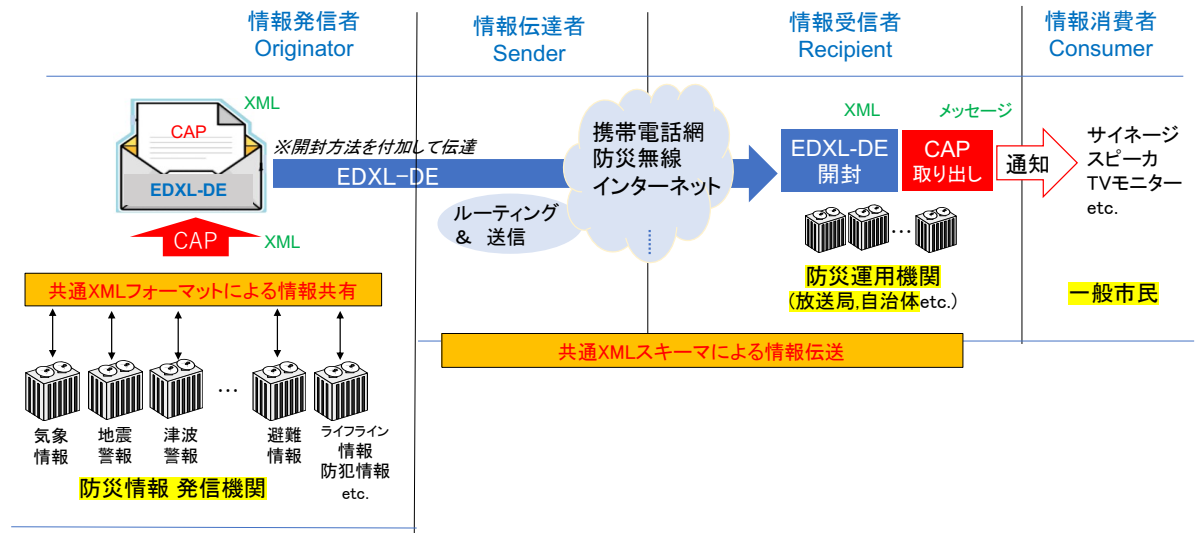 情報発信者
Originator
情報伝達者
Sender
情報受信者
Recipient
情報消費者
Consumer
XML
CAP
EDXL-DE
※開封方法を付加して伝達
EDXL-DE
ルーティング
& 送信
携帯電話網
防災無線
インターネット
XML
メッセージ
EDXL-DE
開封
CAP
取り出し
通知
サイネージ
スピーカ
TVモニター
etc.
CAP
XML
…
防災運用機関
(放送局,自治体etc.)
一般市民
共通XMLフォーマットによる情報共有
共通XMLスキーマによる情報伝送
…
気象
情報
地震
警報
津波
警報
避難
情報
ライフライン
情報
防犯情報
etc.
防災情報 発信機関